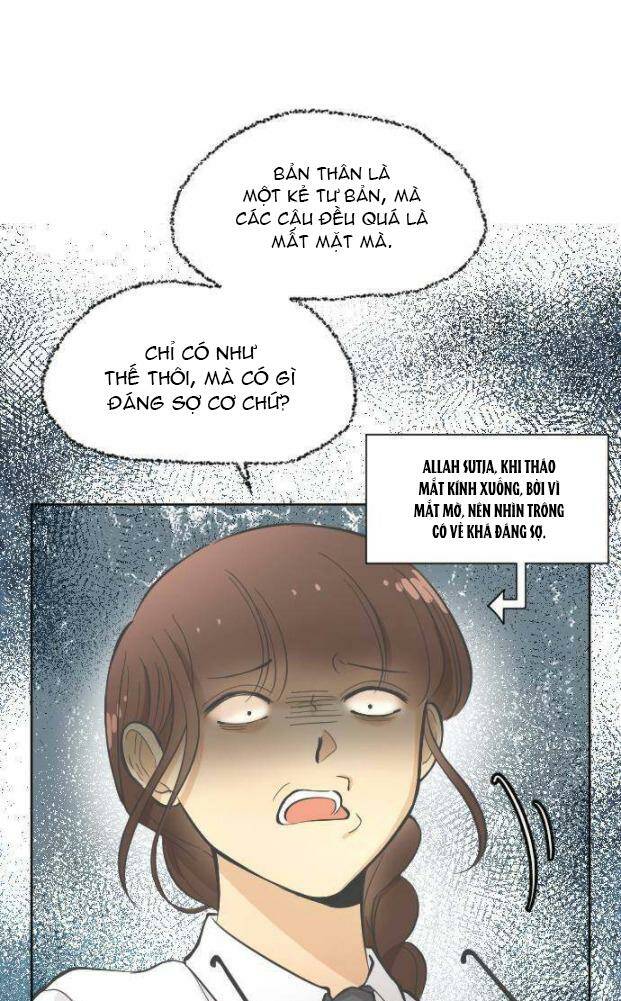 BẢN THÂN LÀ
MỘT KẺ TƯ BẢN, MÀ
CÁC CÂU ĐỀU QUÁ LÀ
MẤT MẶT MÀ.
CHỈ CÓ NHƯ
THẾ THÔI, MÀ CÓ GÌ
ĐÁNG SỢ CƠ CHỨ?
ALLAH SUTJA, KHI THÁO
MẮT KÍNH XUỐNG, BỞI VÌ
MẮT MỜ, NÊN NHÌN TRÔNG
CÓ VẺ KHÁ ĐÁNG SỢ.